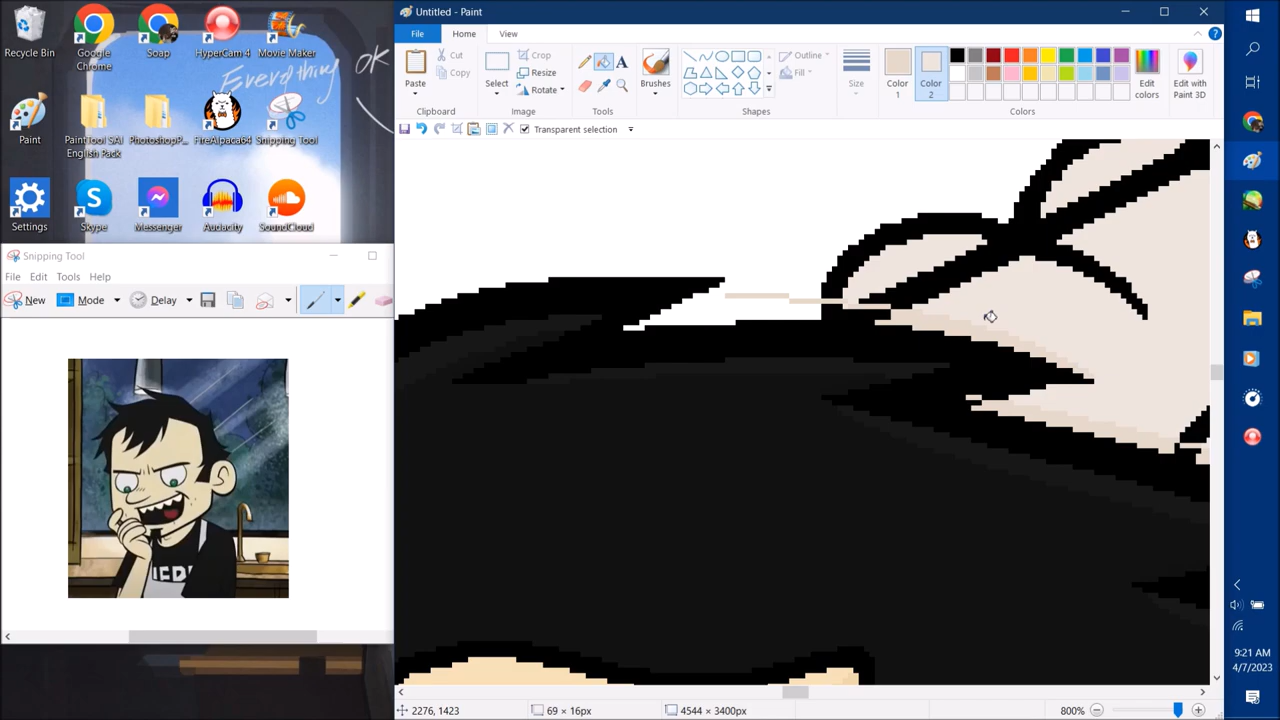 Untitled - Paint
File
Home
View
Paste
Cut
Copy
Clipboard
Select
Crop
Resize
Rotate
Image
Tools
Brushes
Outline
Fill
Shapes
Size
Color
1
Color
2
Edit
colors
Colors
Edit with
Paint 3D
Transparent selection
Recycle Bin
Google
Chrome
Soap
HyperCam 4
Movie Maker
Everything
OK
Paint
PaintTool SAI
English Pack
PhotoshopP...
FireAlpaca64
Snipping Tool
Settings
Skype
Messenger
Audacity
SoundCloud
Snipping Tool
File Edit Tools Help
New
Mode
Delay
2276, 1423
69 × 16px
4544 × 3400px
800%
9:21 AM
4/7/2023